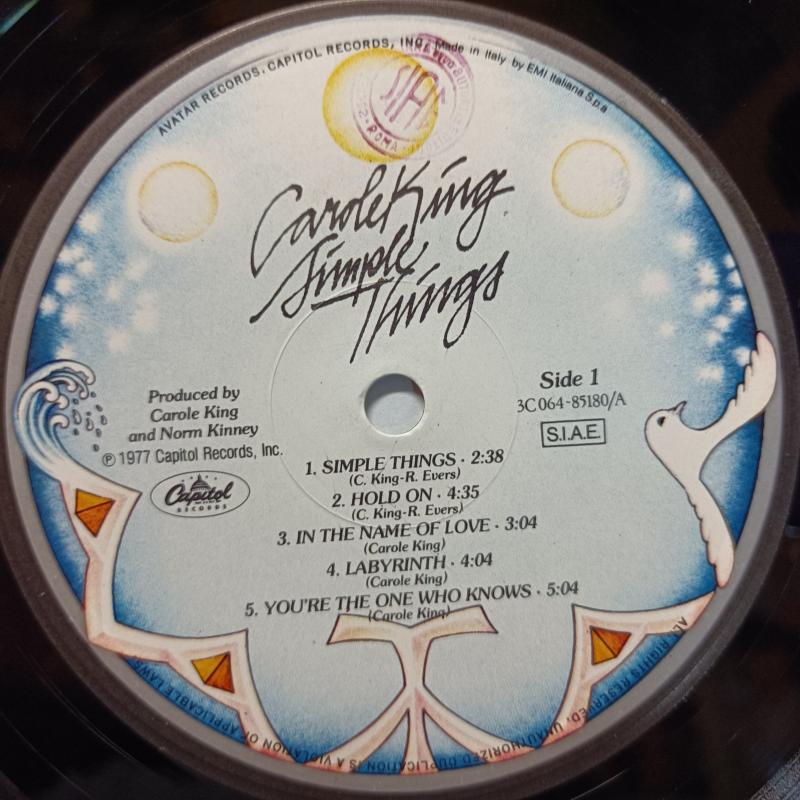 AVATAR RECORDS. CAPITOL RECORDS, INC. Made in Italy by EMI Italiana S.p.a
SIAE
ROMA
Carole King
Simple
Things
Produced by
Carole King
and Norm Kinney
℗ 1977 Capitol Records, Inc.
Capitol
RECORDS
Side 1
3C 064-85180/A
S.I.A.E.
1. SIMPLE THINGS · 2:38
(C. King-R. Evers)
2. HOLD ON · 4:35
(C. King-R. Evers)
3. IN THE NAME OF LOVE · 3:04
(Carole King)
4. LABYRINTH · 4:04
(Carole King)
5. YOU'RE THE ONE WHO KNOWS · 5:04
(Carole King)
ALL RIGHTS RESERVED. UNAUTHORIZED DUPLICATION IS A VIOLATION OF APPLICABLE LAWS